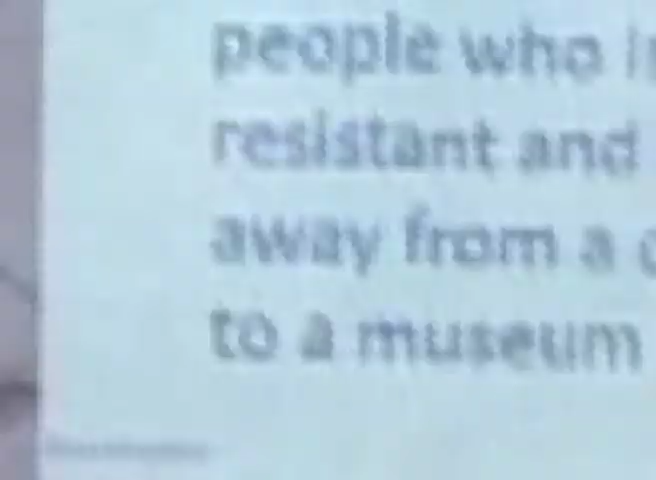 people who
resistant and
away from a
to a museum